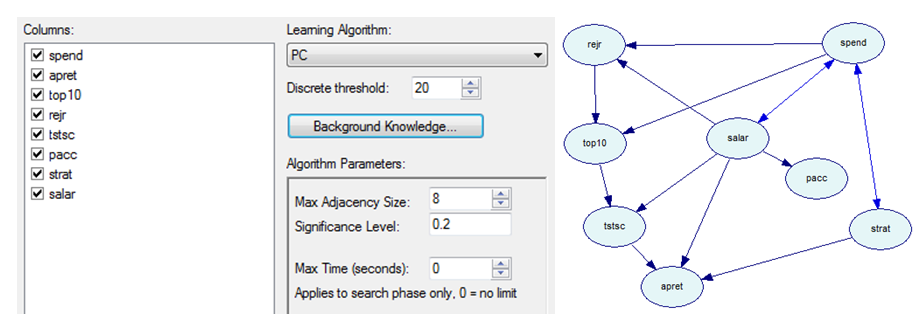 Columns:
spend
apret
top10
rejr
tstsc
pacc
strat
salar
Learning Algorithm:
PC
Discrete threshold: 20
Background Knowledge...
Algorithm Parameters:
Max Adjacency Size: 8
Significance Level: 0.2
Max Time (seconds): 0
Applies to search phase only, 0 = no limit
rejr
spend
top10
salar
pacc
tstsc
strat
apret